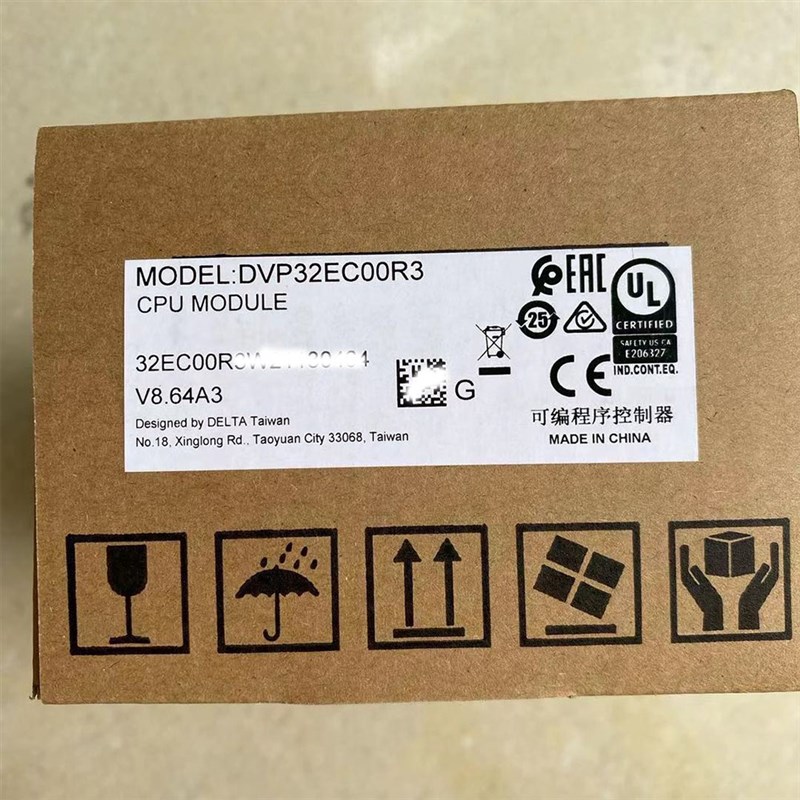 MODEL:DVP32EC00R3
CPU MODULE
32EC00R
V8.64A3
G
Designed by DELTA Taiwan
No.18, Xinglong Rd., Taoyuan City 33068, Taiwan
EAC
25
UL
CERTIFIED
SAFETY US CA
E206327
IND.CONT.EQ.
CE
可编程序控制器
MADE IN CHINA